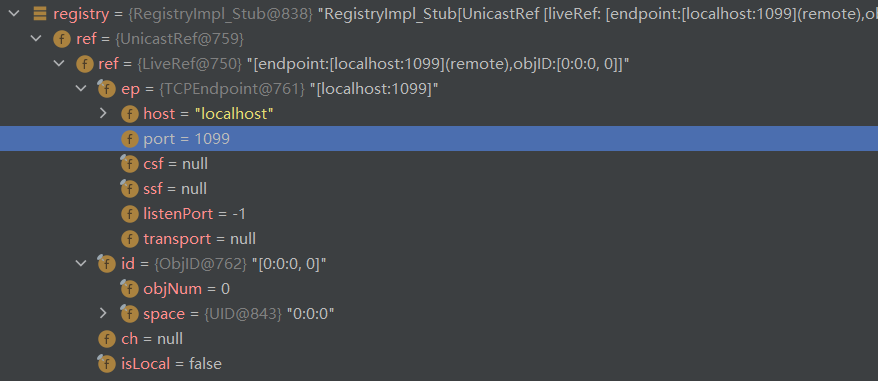 registry = {RegistryImpl_Stub@838} "RegistryImpl_Stub[UnicastRef [liveRef: [endpoint:[localhost:1099](remote),ob
f ref = {UnicastRef@759}
f ref = {LiveRef@750} "[endpoint:[localhost:1099](remote),objID:[0:0:0, 0]]"
f ep = {TCPEndpoint@761} "[localhost:1099]"
f host = "localhost"
f port = 1099
f csf = null
f ssf = null
f listenPort = -1
f transport = null
f id = {ObjID@762} "[0:0:0, 0]"
f objNum = 0
f space = {UID@843} "0:0:0"
f ch = null
f isLocal = false